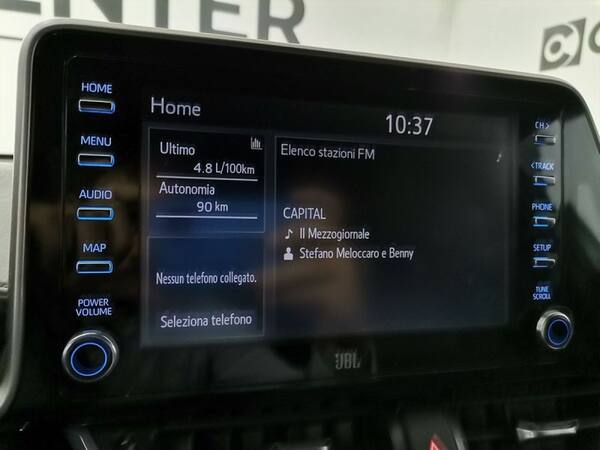 ENTER
C
HOME
MENU
AUDIO
MAP
POWER
VOLUME
Home
10:37
Ultimo
4.8 L/100km
Autonomia
90 km
Nessun telefono collegato.
Seleziona telefono
Elenco stazioni FM
CAPITAL
Il Mezzogiornale
Stefano Meloccaro e Benny
CH >
< TRACK
PHONE
SETUP
TUNE
SCROLL
JBL